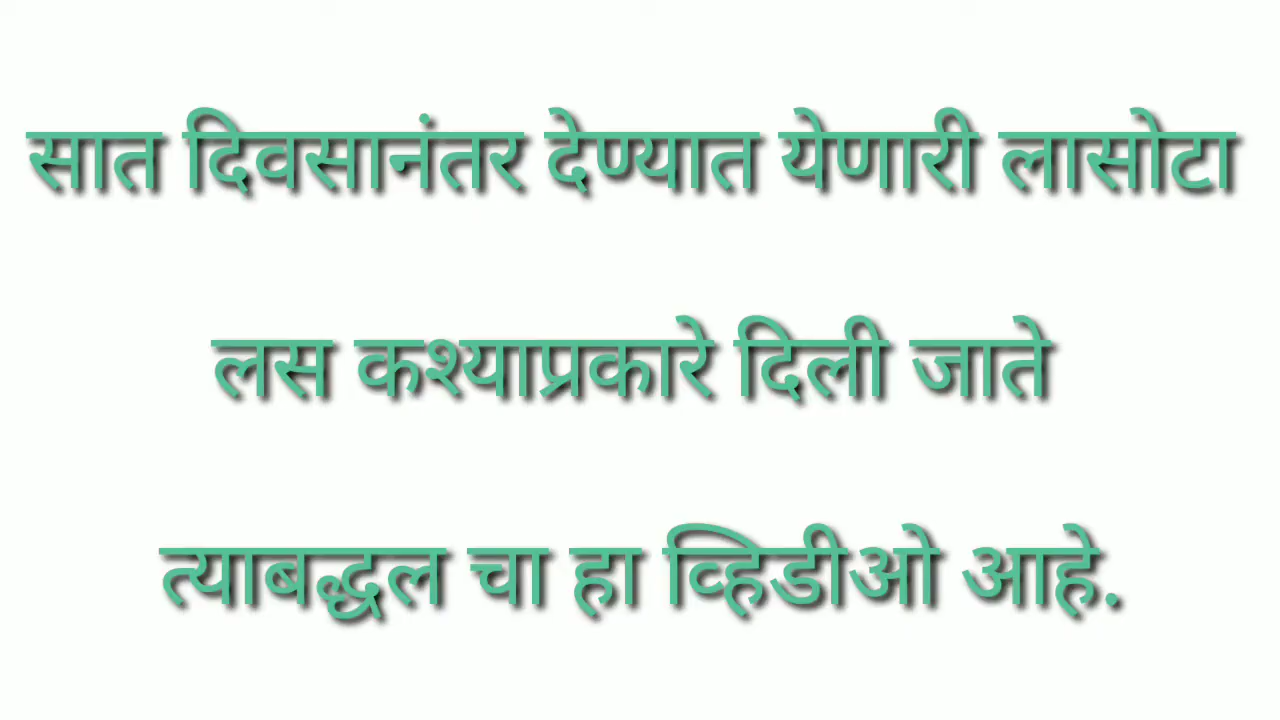 सात दिवसानंतर देण्यात येणारी लासोटा
लस कश्याप्रकारे दिली जाते
त्याबद्धल चा हा व्हिडीओ आहे.